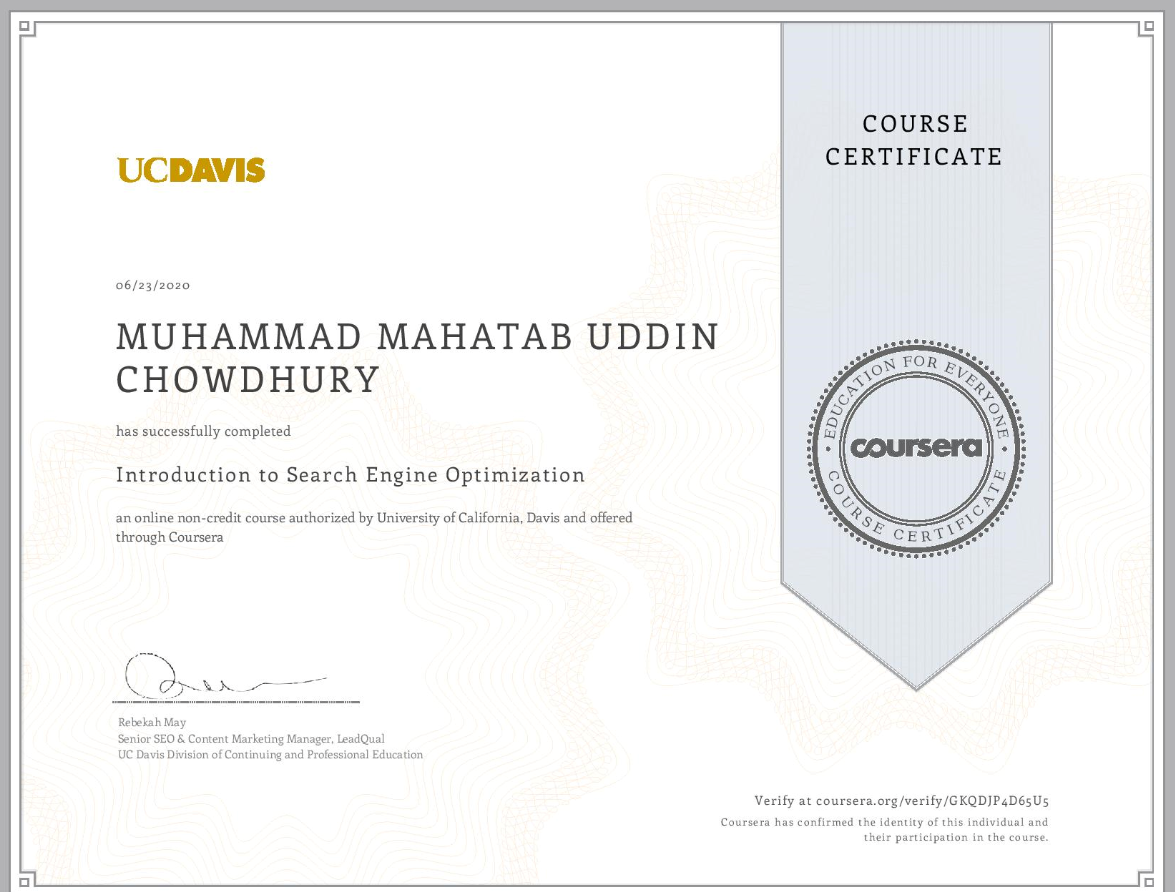 COURSE
CERTIFICATE
UCDAVIS
06/23/2020
MUHAMMAD MAHATAB UDDIN
CHOWDHURY
has successfully completed
Introduction to Search Engine Optimization
an online non-credit course authorized by University of California, Davis and offered
through Coursera
EDUCATION FOR EVERYONE
coursera
COURSE CERTIFICATE
Rebekah May
Senior SEO & Content Marketing Manager, LeadQual
UC Davis Division of Continuing and Professional Education
Verify at coursera.org/verify/GKQDJP4D65U5
Coursera has confirmed the identity of this individual and
their participation in the course.